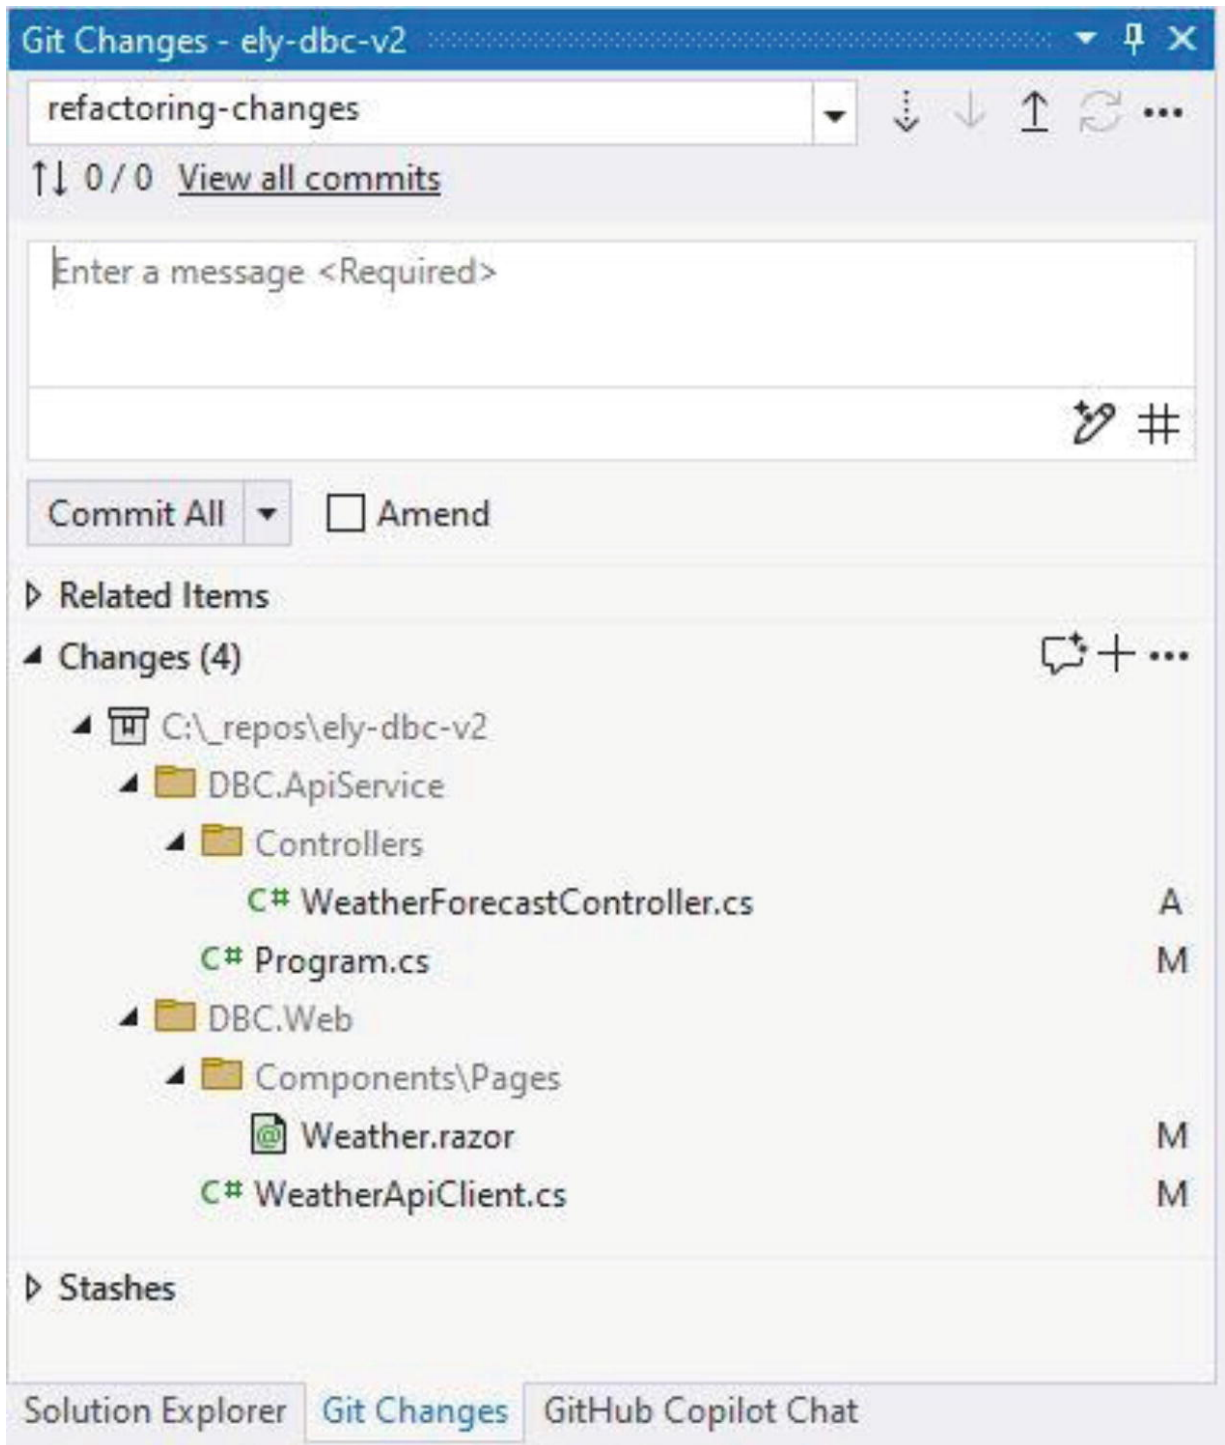 Git Changes - ely-dbc-v2
refactoring-changes
0 / 0 View all commits
Enter a message <Required>
Commit All Amend
Related Items
Changes (4)
C:\_repos\ely-dbc-v2
DBC.ApiService
Controllers
C# WeatherForecastController.cs A
C# Program.cs M
DBC.Web
Components\Pages
@ Weather.razor M
C# WeatherApiClient.cs M
Stashes
Solution Explorer Git Changes GitHub Copilot Chat